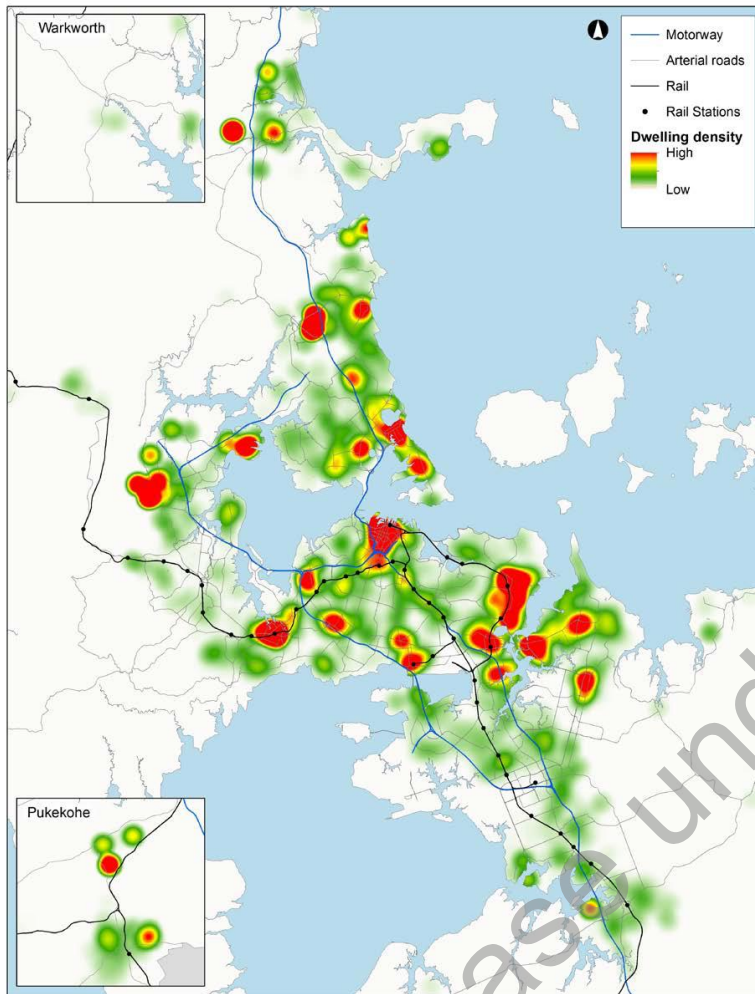 Warkworth
Motorway
Arterial roads
Rail
Rail Stations
Dwelling density
High
Low
Pukekohe